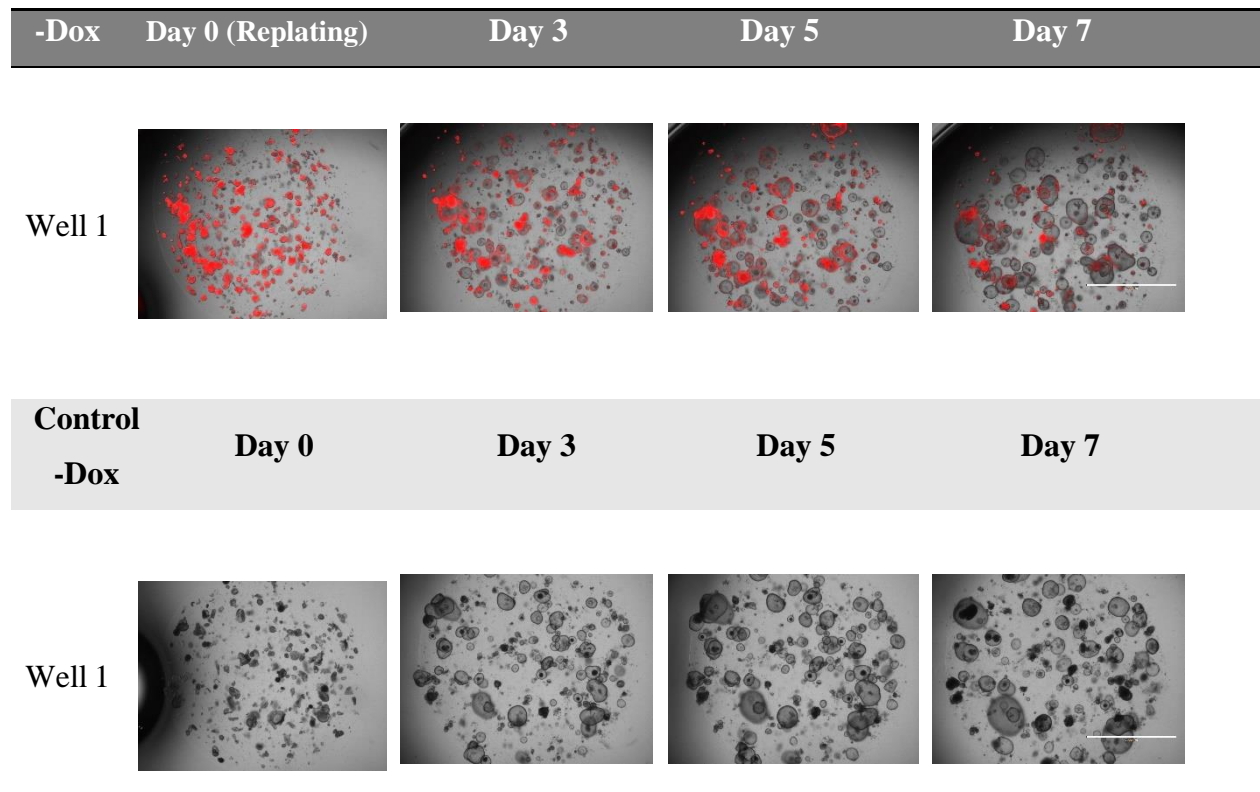 -Dox Day 0 (Replating) Day 3 Day 5 Day 7
Well 1
Control
-Dox
Day 0 Day 3 Day 5 Day 7
Well 1